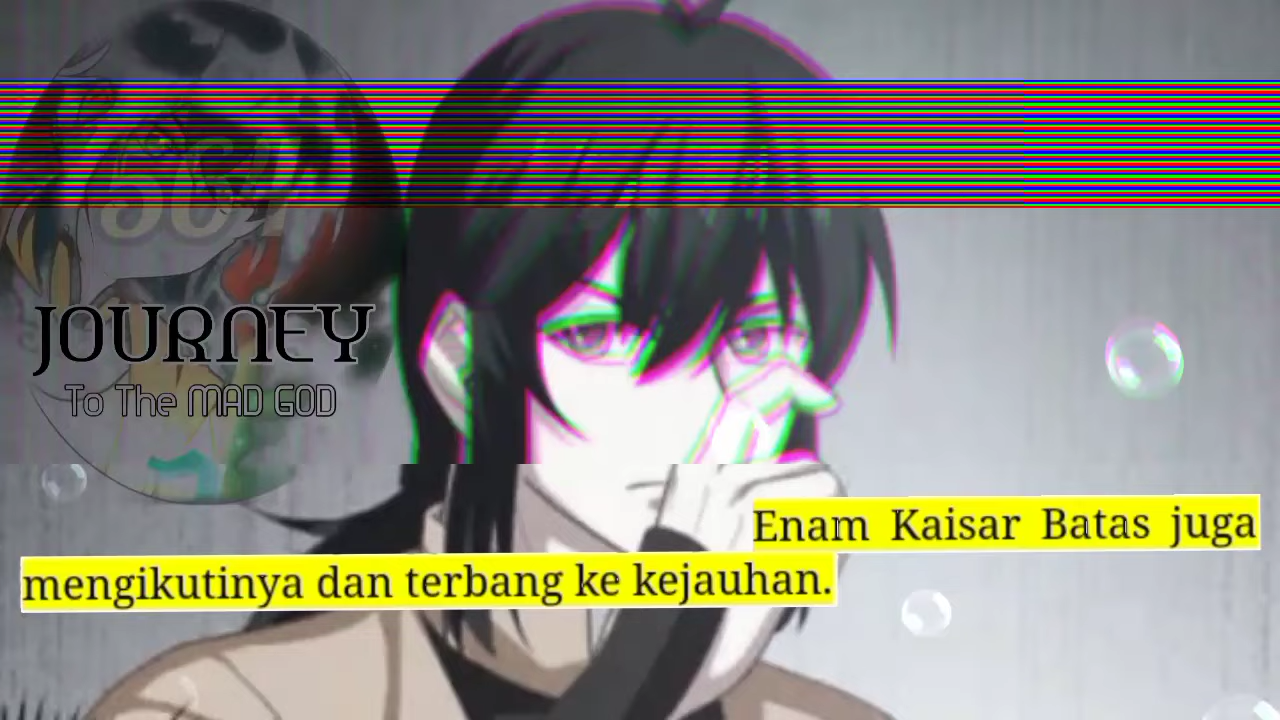 JOURNEY
To The MAD GOD
Enam Kaisar Batas juga
mengikutinya dan terbang ke kejauhan.